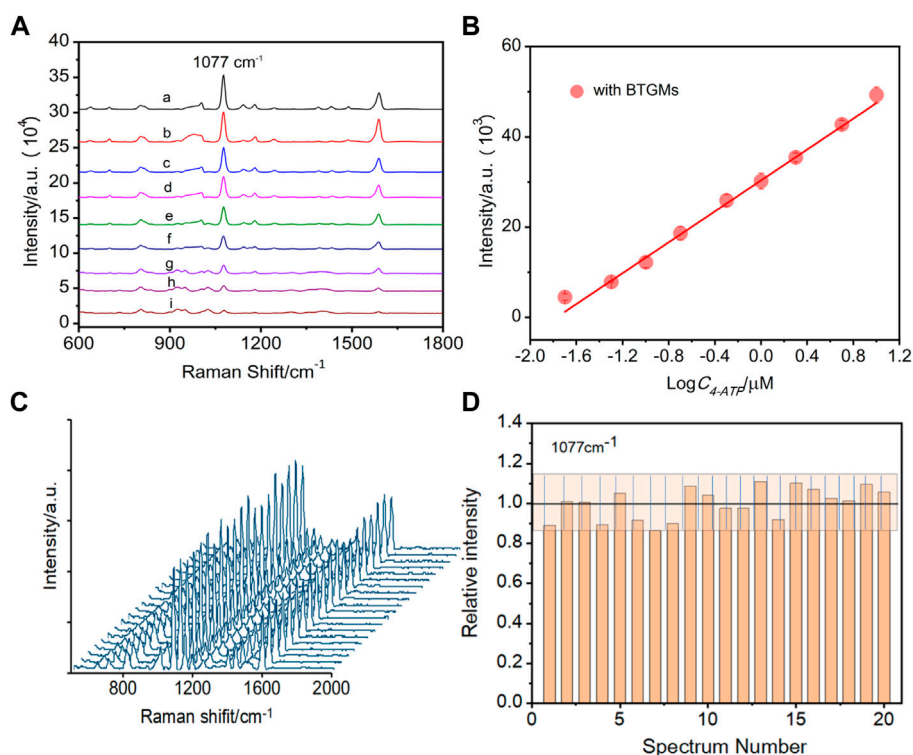 A
40
35
30
25
20
15
10
5
0
Intensity/a.u. ( 10⁴)
1077 cm⁻¹
a
b
c
d
e
f
g
h
i
600 900 1200 1500 1800
Raman Shift/cm⁻¹
B
60
40
20
0
Intensity/a.u. ( 10³)
with BTGMs
-2.0 -1.6 -1.2 -0.8 -0.4 0.0 0.4 0.8 1.2
LogC4-ATP/μM
C
Intensity/a.u.
800 1200 1600 2000
Raman shifit/cm⁻¹
D
1.4
1.2
1.0
0.8
0.6
0.4
0.2
0.0
Relative intensity
1077cm⁻¹
0 5 10 15 20
Spectrum Number